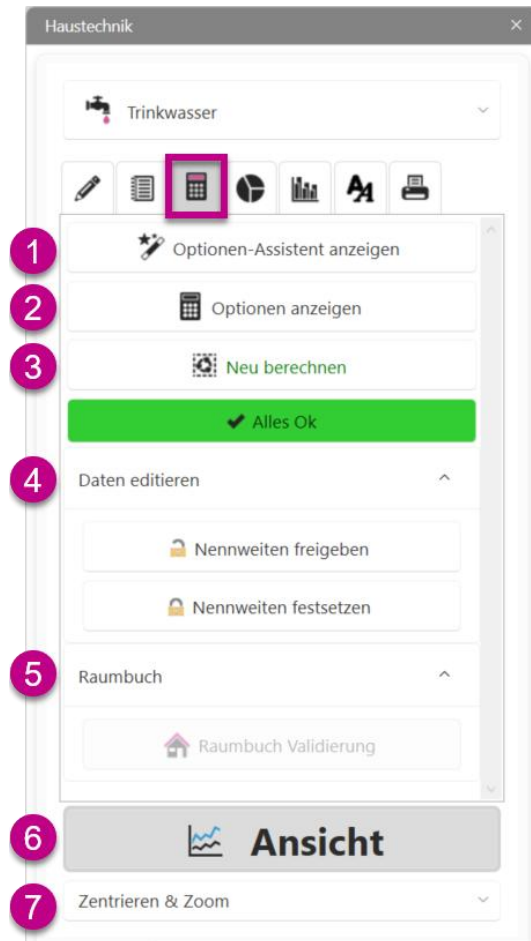 Haustechnik
Trinkwasser
1 Optionen-Assistent anzeigen
2 Optionen anzeigen
3 Neu berechnen
Alles Ok
4 Daten editieren
Nennweiten freigeben
Nennweiten festsetzen
5 Raumbuch
Raumbuch Validierung
6 Ansicht
7 Zentrieren & Zoom